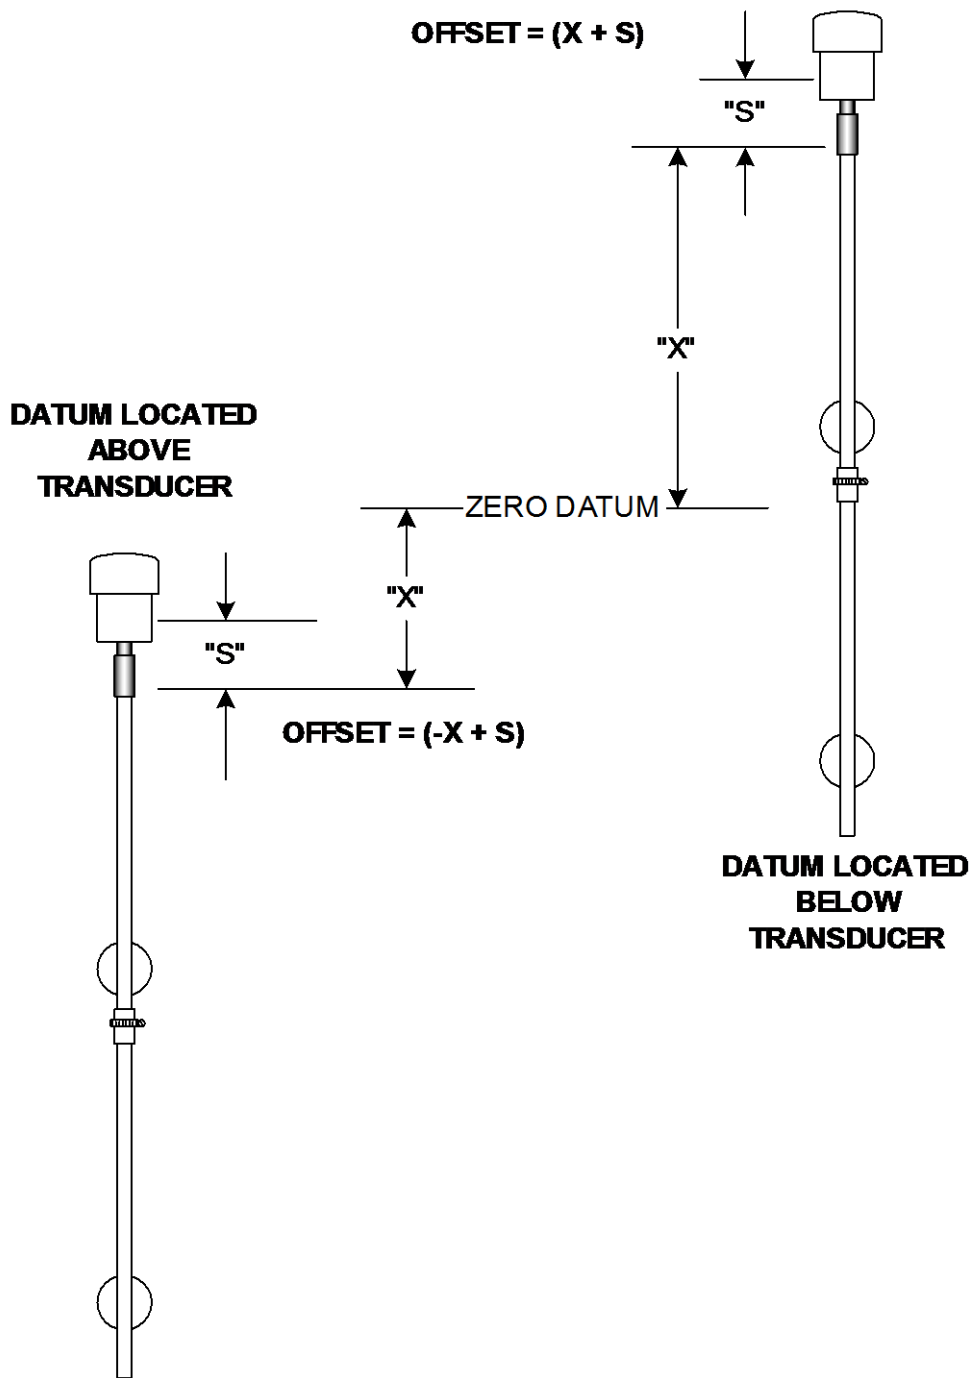 OFFSET = (X + S)
"S"
"X"
DATUM LOCATED
ABOVE
TRANSDUCER
ZERO DATUM
"X"
"S"
OFFSET = (-X + S)
DATUM LOCATED
BELOW
TRANSDUCER